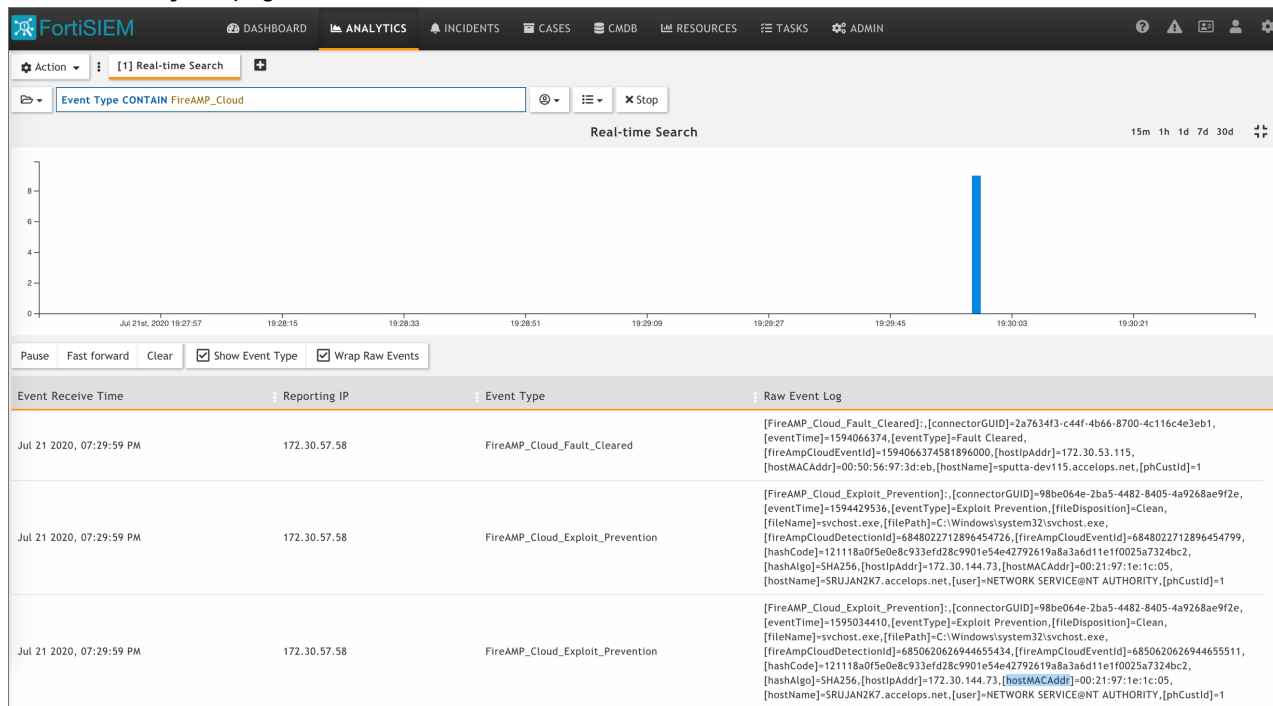 FortiSIEM
DASHBOARD
ANALYTICS
INCIDENTS
CASES
CMDB
RESOURCES
TASKS
ADMIN
Action
[1] Real-time Search
Event Type CONTAIN FireAMP_Cloud
Stop
Real-time Search
15m 1h 1d 7d 30d
8
6
4
2
0
Jul 21st, 2020 19:27:57
19:28:15
19:28:33
19:28:51
19:29:09
19:29:27
19:29:45
19:30:03
19:30:21
Pause
Fast forward
Clear
Show Event Type
Wrap Raw Events
Event Receive Time
Reporting IP
Event Type
Raw Event Log
Jul 21 2020, 07:29:59 PM
172.30.57.58
FireAMP_Cloud_Fault_Cleared
[FireAMP_Cloud_Fault_Cleared]:,[connectorGUID]=2a7634f3-c44f-4b66-8700-4c116c4e3eb1,
[eventTime]=1594066374,[eventType]=Fault Cleared,
[fireAmpCloudEventId]=1594066374581896000,[hostIpAddr]=172.30.53.115,
[hostMACAddr]=00:50:56:97:3d:eb,[hostName]=sputta-dev115.accelops.net,[phCustId]=1
Jul 21 2020, 07:29:59 PM
172.30.57.58
FireAMP_Cloud_Exploit_Prevention
[FireAMP_Cloud_Exploit_Prevention]:,[connectorGUID]=98be064e-2ba5-4482-8405-4a9268ae9f2e,
[eventTime]=1594429536,[eventType]=Exploit Prevention,[fileDisposition]=Clean,
[fileName]=svchost.exe,[filePath]=C:\Windows\system32\svchost.exe,
[fireAmpCloudDetectionId]=6848022712896454726,[fireAmpCloudEventId]=6848022712896454799,
[hashCode]=121118a0f5e0e8c933efd28c9901e54e42792619a8a3a6d11e1f0025a7324bc2,
[hashAlgo]=SHA256,[hostIpAddr]=172.30.144.73,[hostMACAddr]=00:21:97:1e:1c:05,
[hostName]=SRUJAN2K7.accelops.net,[user]=NETWORK SERVICE@NT AUTHORITY,[phCustId]=1
Jul 21 2020, 07:29:59 PM
172.30.57.58
FireAMP_Cloud_Exploit_Prevention
[FireAMP_Cloud_Exploit_Prevention]:,[connectorGUID]=98be064e-2ba5-4482-8405-4a9268ae9f2e,
[eventTime]=1595034410,[eventType]=Exploit Prevention,[fileDisposition]=Clean,
[fileName]=svchost.exe,[filePath]=C:\Windows\system32\svchost.exe,
[fireAmpCloudDetectionId]=6850620626944655434,[fireAmpCloudEventId]=6850620626944655511,
[hashCode]=121118a0f5e0e8c933efd28c9901e54e42792619a8a3a6d11e1f0025a7324bc2,
[hashAlgo]=SHA256,[hostIpAddr]=172.30.144.73,[hostMACAddr]=00:21:97:1e:1c:05,
[hostName]=SRUJAN2K7.accelops.net,[user]=NETWORK SERVICE@NT AUTHORITY,[phCustId]=1